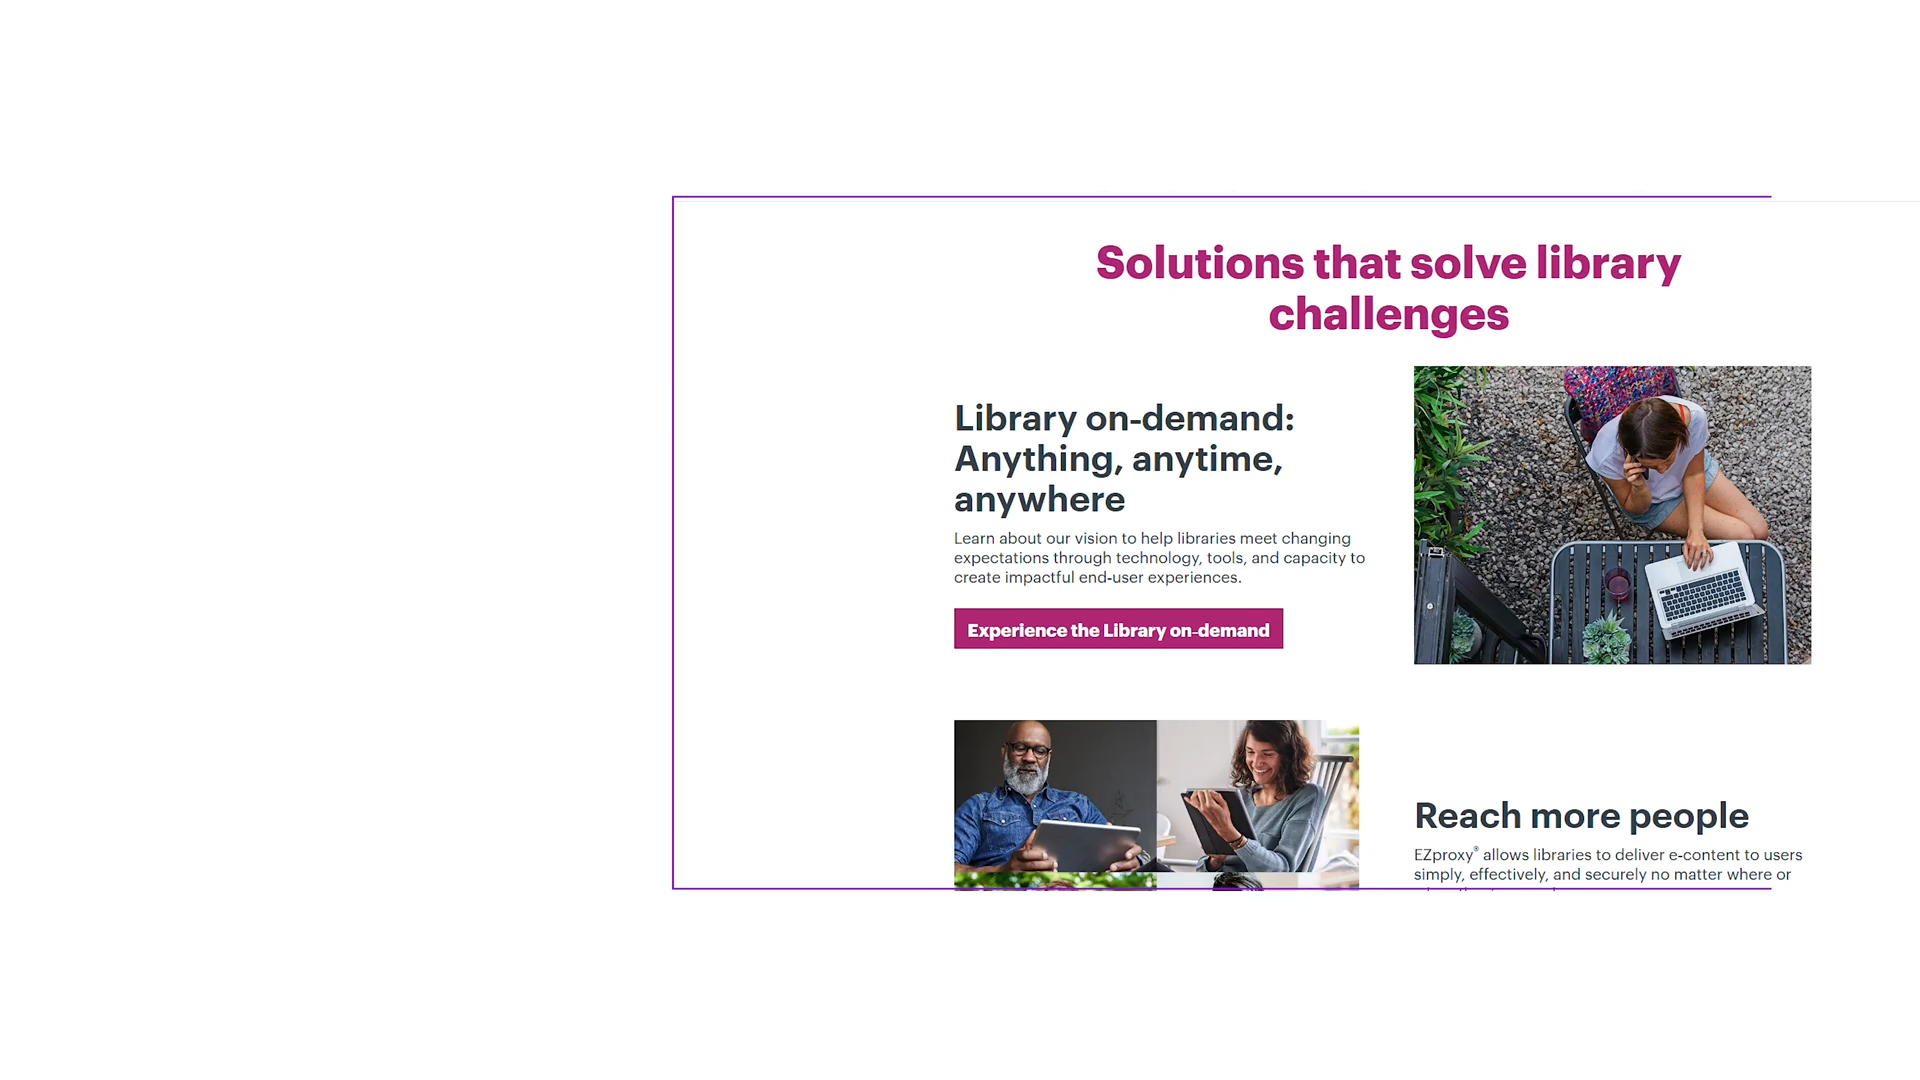 Solutions that solve library
challenges
Library on-demand:
Anything, anytime,
anywhere
Learn about our vision to help libraries meet changing
expectations through technology, tools, and capacity to
create impactful end-user experiences.
Experience the Library on-demand
Reach more people
EZproxy® allows libraries to deliver e-content to users
simply, effectively, and securely no matter where or